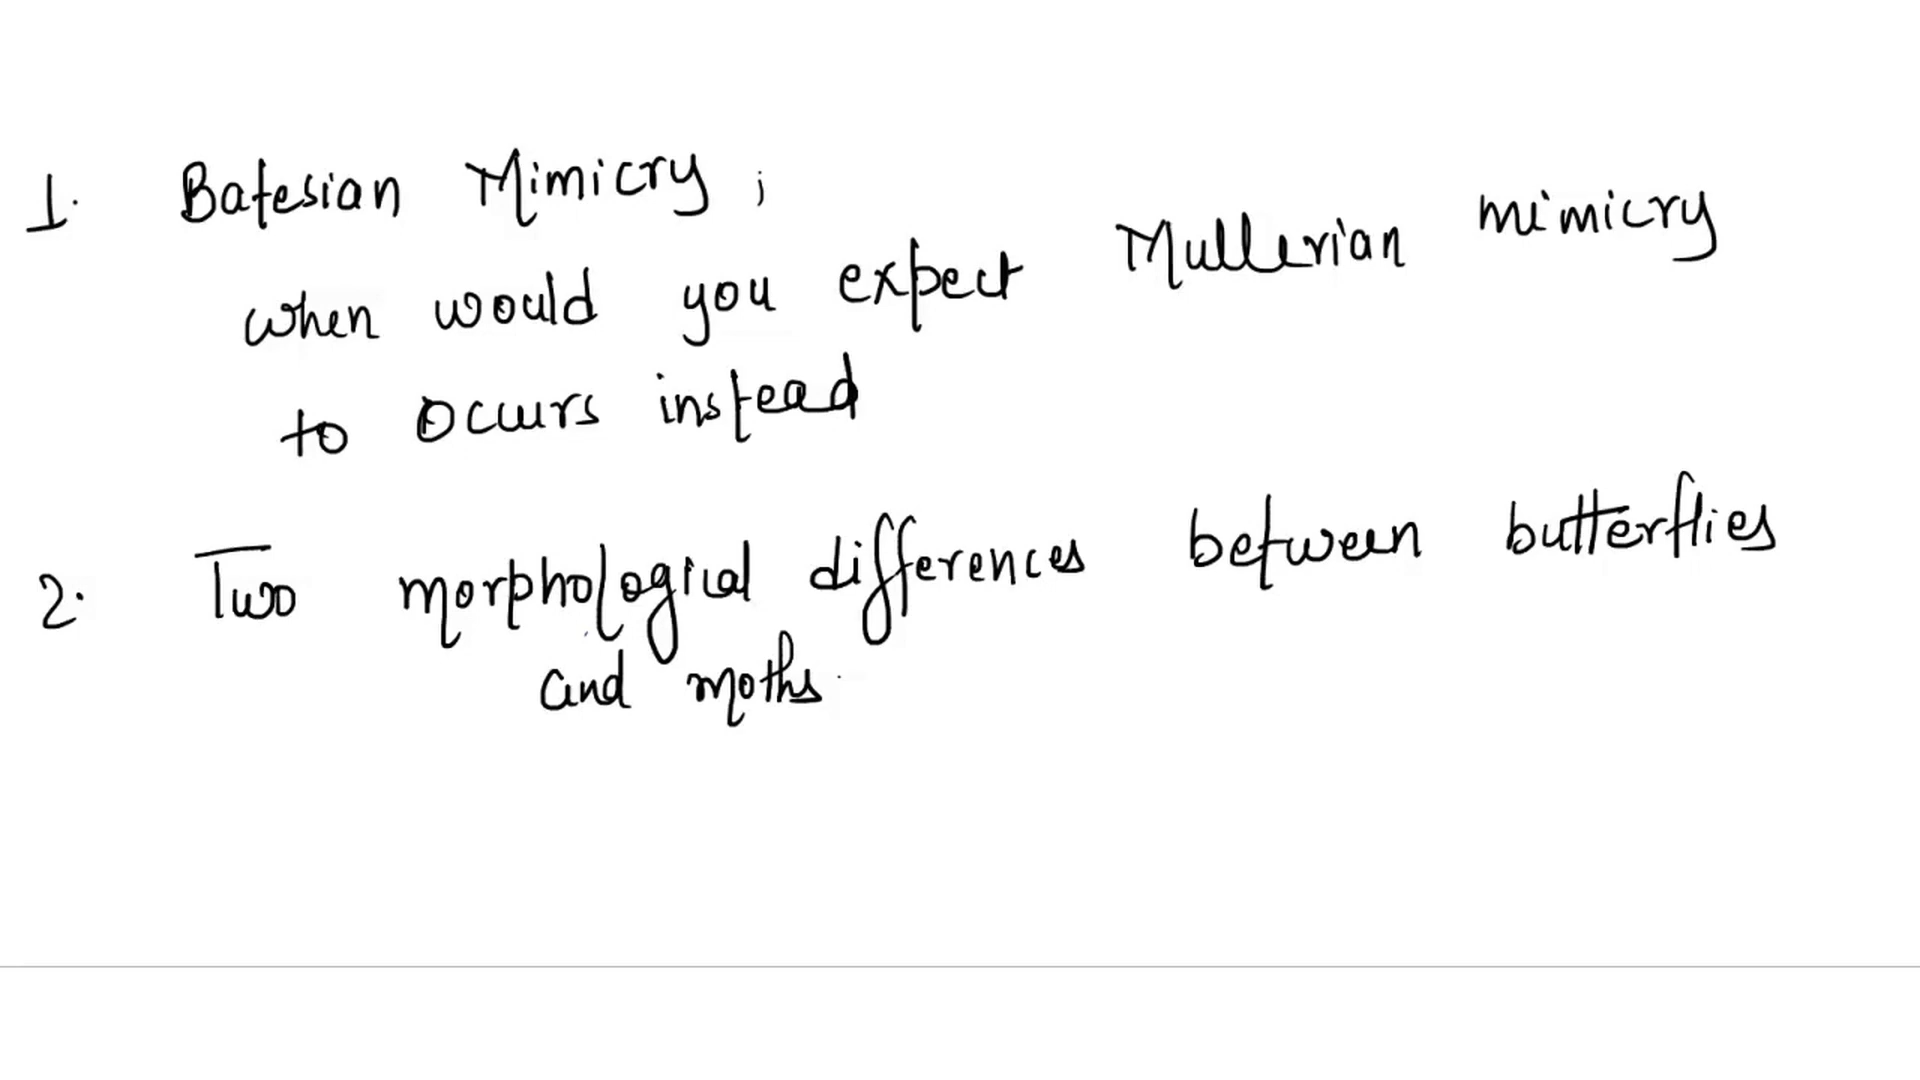 1. Batesian Mimicry ;
when would you expect Mullerian mimicry
to occurs instead
2. Two morphological differences between butterflies
and moths.